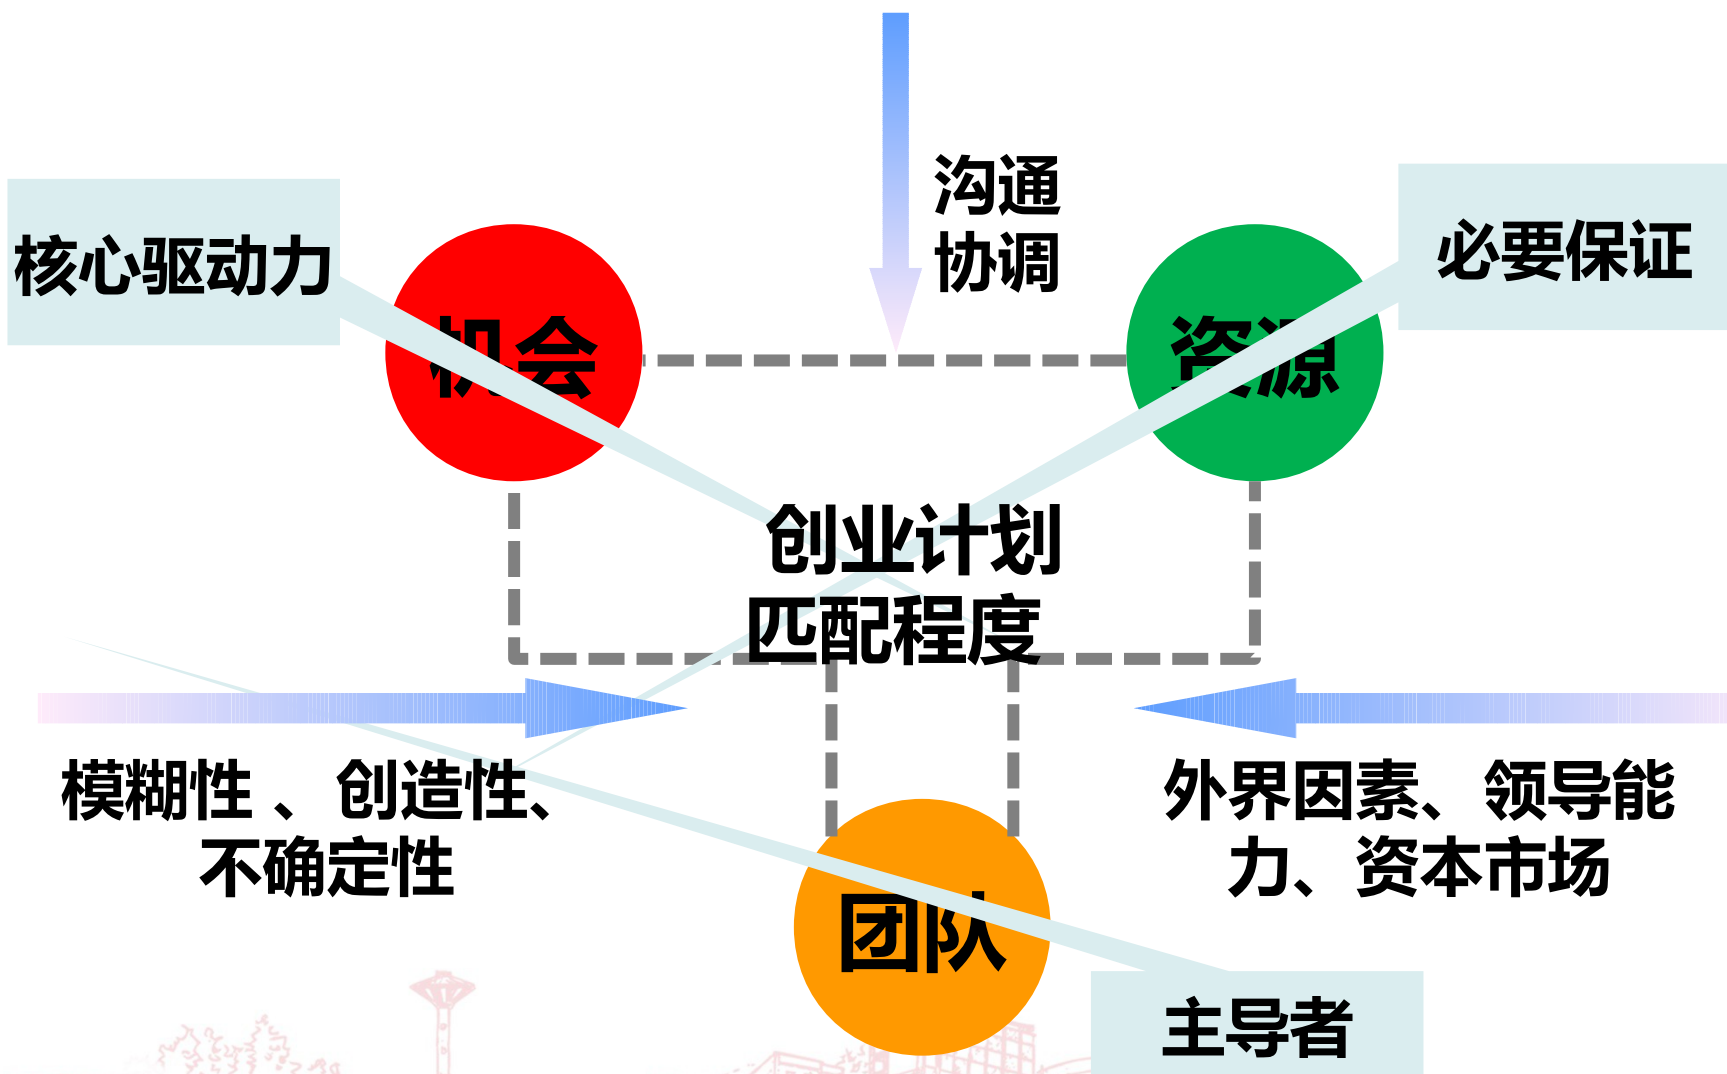 沟通
协调
核心驱动力
必要保证
机会
资源
创业计划
匹配程度
模糊性 、创造性、
不确定性
外界因素、领导能
力、资本市场
团队
主导者